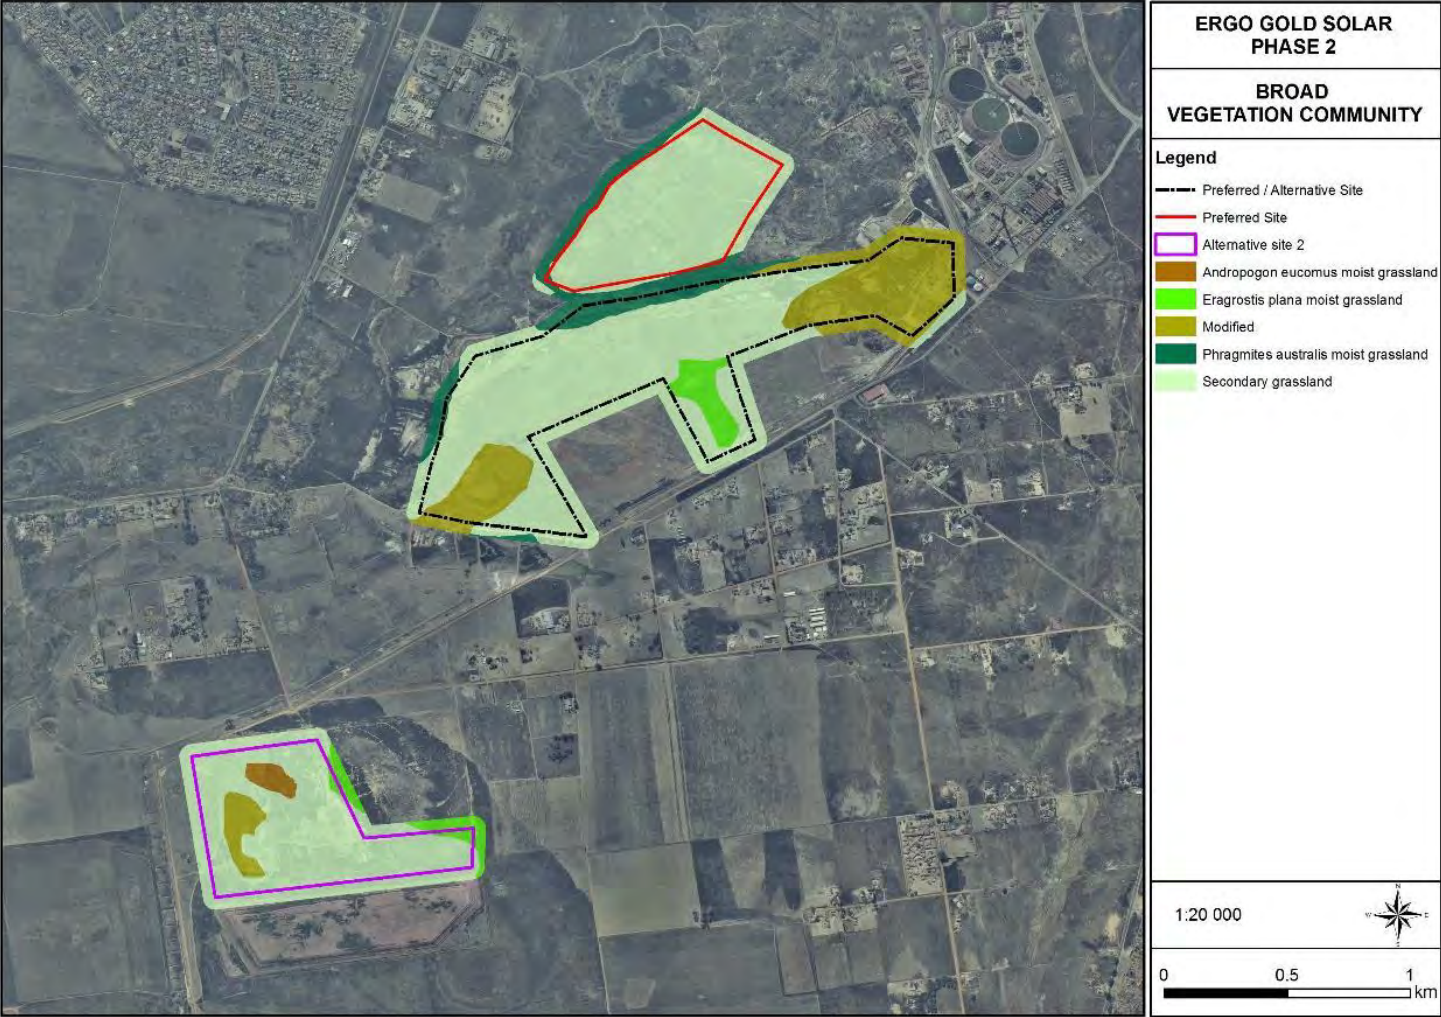 ERGO GOLD SOLAR
PHASE 2
BROAD
VEGETATION COMMUNITY
Legend
Preferred / Alternative Site
Preferred Site
Alternative site 2
Andropogon eucomus moist grassland
Eragrostis plana moist grassland
Modified
Phragmites australis moist grassland
Secondary grassland
1:20 000
N
W
E
S
0 0.5 1
km